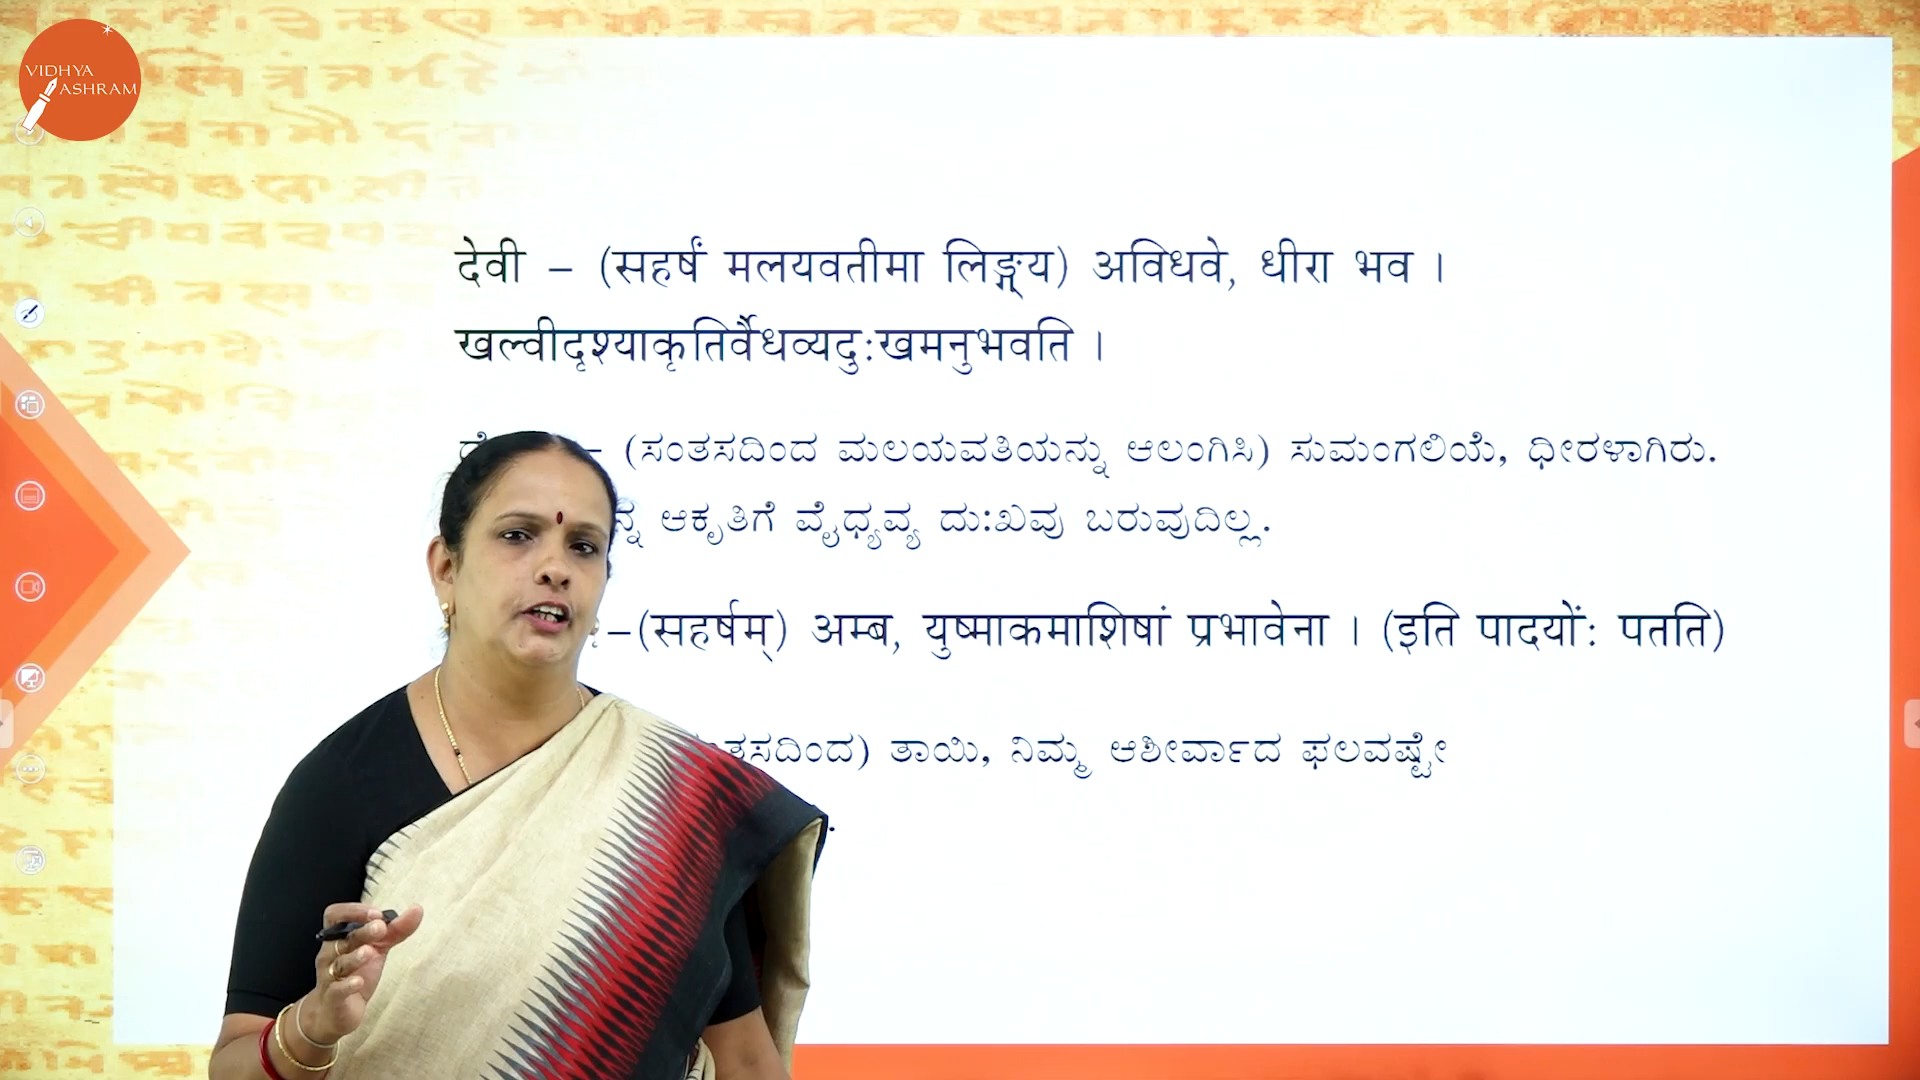 VIDHYA
ASHRAM
देवी – (सहर्षं मलयवतीमा लिङ्ग्य) अविधवे, धीरा भव ।
खल्वीदृश्याकृतिर्वैधव्यदुःखमनुभवति ।
– (ಸಂತಸದಿಂದ ಮಲಯವತಿಯನ್ನು ಆಲಂಗಿಸಿ) ಸುಮಂಗಲಿಯೆ, ಧೀರಳಾಗಿರು.
ಆಕೃತಿಗೆ ವೈಧ್ಯವ್ಯ ದುಃಖವು ಬರುವುದಿಲ್ಲ.
–(सहर्षम्) अम्ब, युष्माकमाशिषां प्रभावेना । (इति पादयोंः पतति)
ತಾಯಿ, ನಿಮ್ಮ ಆಶೀರ್ವಾದ ಫಲವಷ್ಟೇ